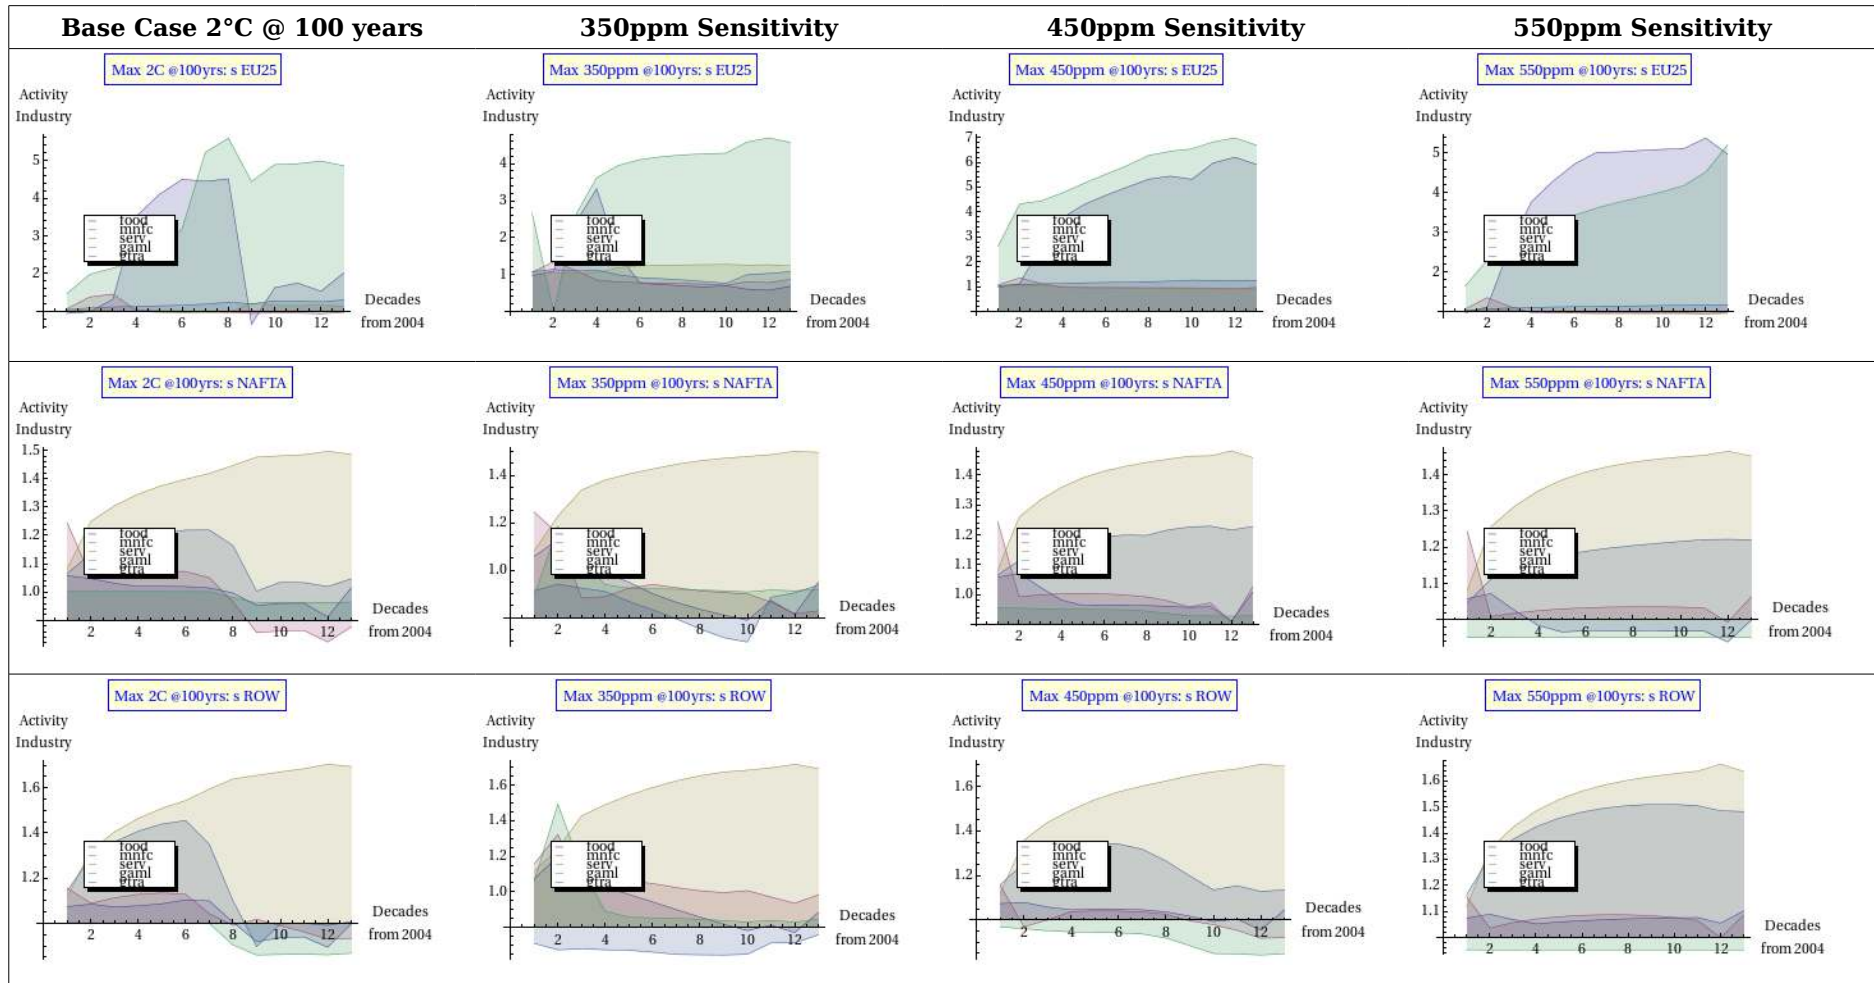 Base Case 2°C @ 100 years
350ppm Sensitivity
450ppm Sensitivity
550ppm Sensitivity
Max 2C @100yrs: s EU25
Activity
Industry
5
4
3
2
food
mnfc
serv
gaml
gtra
2 4 6 8 10 12
Decades
from 2004
Max 350ppm @100yrs: s EU25
Activity
Industry
4
3
2
1
food
mnfc
serv
gaml
gtra
2 4 6 8 10 12
Decades
from 2004
Max 450ppm @100yrs: s EU25
Activity
Industry
7
6
5
4
3
2
1
food
mnfc
serv
gaml
gtra
2 4 6 8 10 12
Decades
from 2004
Max 550ppm @100yrs: s EU25
Activity
Industry
5
4
3
2
food
mnfc
serv
gaml
gtra
2 4 6 8 10 12
Decades
from 2004
Max 2C @100yrs: s NAFTA
Activity
Industry
1.5
1.4
1.3
1.2
1.1
1.0
food
mnfc
serv
gaml
gtra
2 4 6 8 10 12
Decades
from 2004
Max 350ppm @100yrs: s NAFTA
Activity
Industry
1.4
1.2
1.0
food
mnfc
serv
gaml
gtra
2 4 6 8 10 12
Decades
from 2004
Max 450ppm @100yrs: s NAFTA
Activity
Industry
1.4
1.3
1.2
1.1
1.0
food
mnfc
serv
gaml
gtra
2 4 6 8 10 12
Decades
from 2004
Max 550ppm @100yrs: s NAFTA
Activity
Industry
1.4
1.3
1.2
1.1
food
mnfc
serv
gaml
gtra
2 4 6 8 10 12
Decades
from 2004
Max 2C @100yrs: s ROW
Activity
Industry
1.6
1.4
1.2
food
mnfc
serv
gaml
gtra
2 4 6 8 10 12
Decades
from 2004
Max 350ppm @100yrs: s ROW
Activity
Industry
1.6
1.4
1.2
1.0
food
mnfc
serv
gaml
gtra
2 4 6 8 10 12
Decades
from 2004
Max 450ppm @100yrs: s ROW
Activity
Industry
1.6
1.4
1.2
food
mnfc
serv
gaml
gtra
2 4 6 8 10 12
Decades
from 2004
Max 550ppm @100yrs: s ROW
Activity
Industry
1.6
1.5
1.4
1.3
1.2
1.1
food
mnfc
serv
gaml
gtra
2 4 6 8 10 12
Decades
from 2004